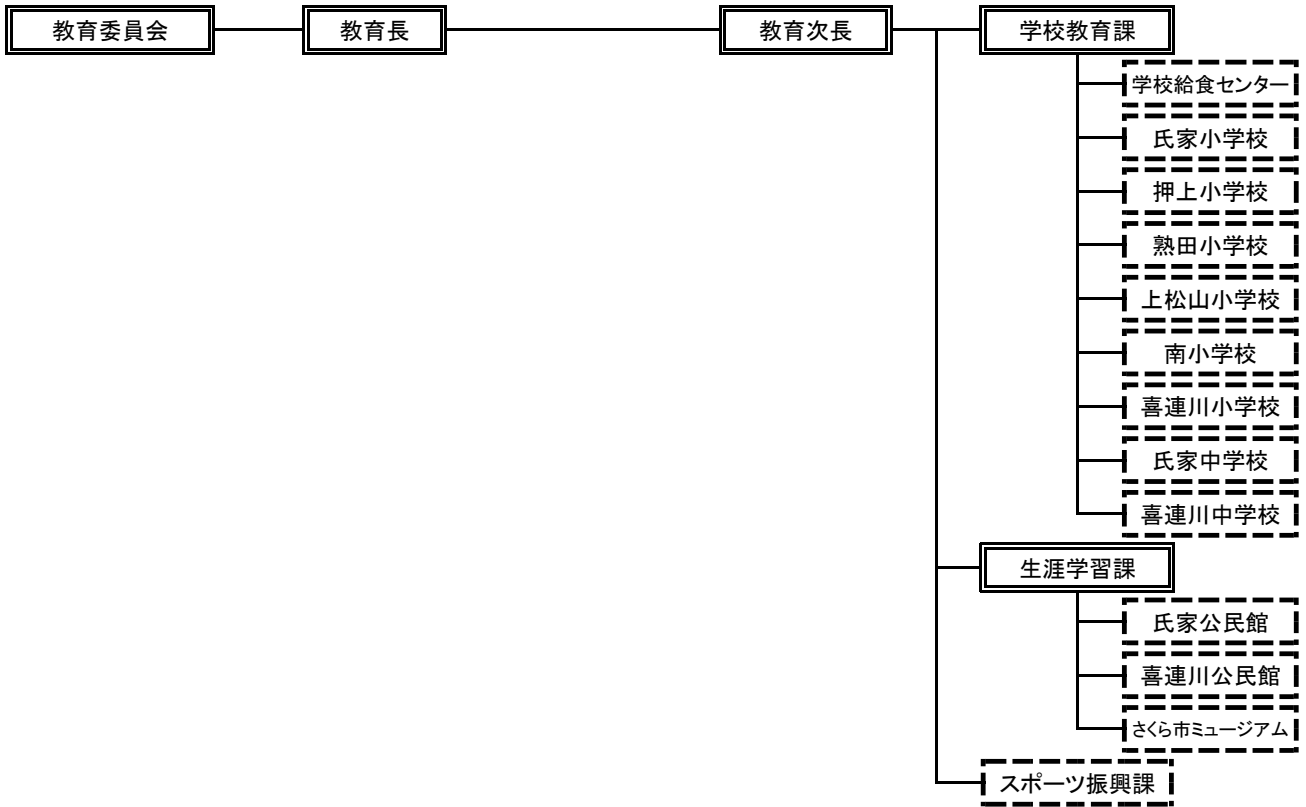 教育委員会
教育長
教育次長
学校教育課
学校給食センター
氏家小学校
押上小学校
熟田小学校
上松山小学校
南小学校
喜連川小学校
氏家中学校
喜連川中学校
生涯学習課
氏家公民館
喜連川公民館
さくら市ミュージアム
スポーツ振興課